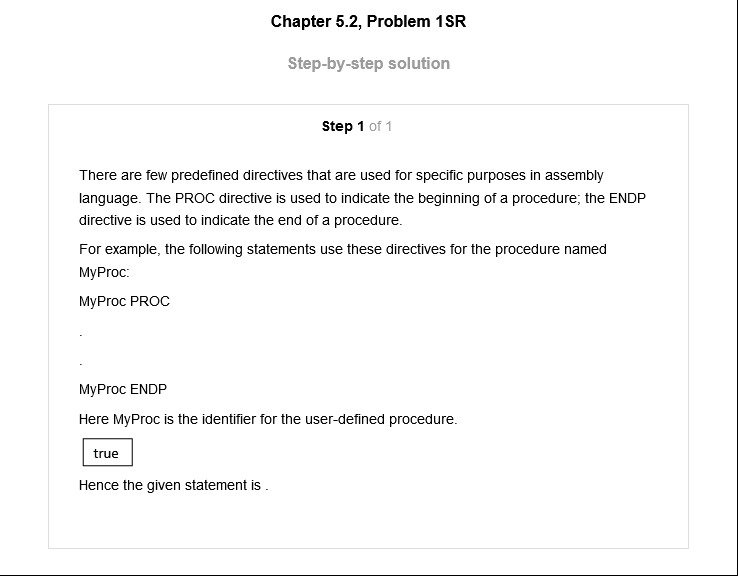 Chapter 5.2, Problem 1SR
Step-by-step solution
Step 1 of 1
There are few predefined directives that are used for specific purposes in assembly
language. The PROC directive is used to indicate the beginning of a procedure; the ENDP
directive is used to indicate the end of a procedure.
For example, the following statements use these directives for the procedure named
MyProc:
MyProc PROC
.
.
MyProc ENDP
Here MyProc is the identifier for the user-defined procedure.
true
Hence the given statement is .